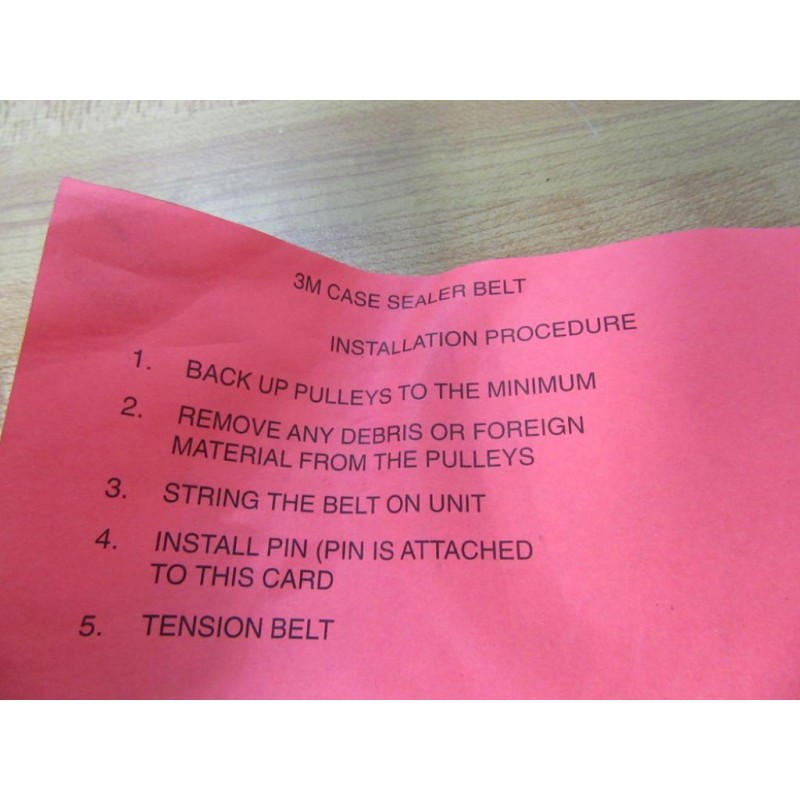 3M CASE SEALER BELT
INSTALLATION PROCEDURE
1. BACK UP PULLEYS TO THE MINIMUM
2. REMOVE ANY DEBRIS OR FOREIGN
MATERIAL FROM THE PULLEYS
3. STRING THE BELT ON UNIT
4. INSTALL PIN (PIN IS ATTACHED
TO THIS CARD
5. TENSION BELT